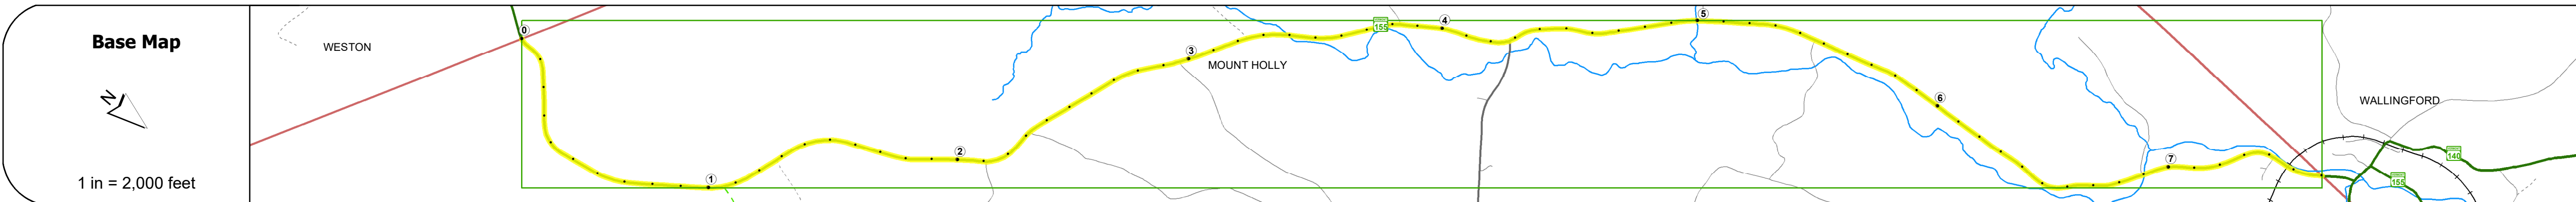 Base Map
N
1 in = 2,000 feet
WESTON
0
1
2
3
MOUNT HOLLY
155
4
5
6
7
WALLINGFORD
140
155